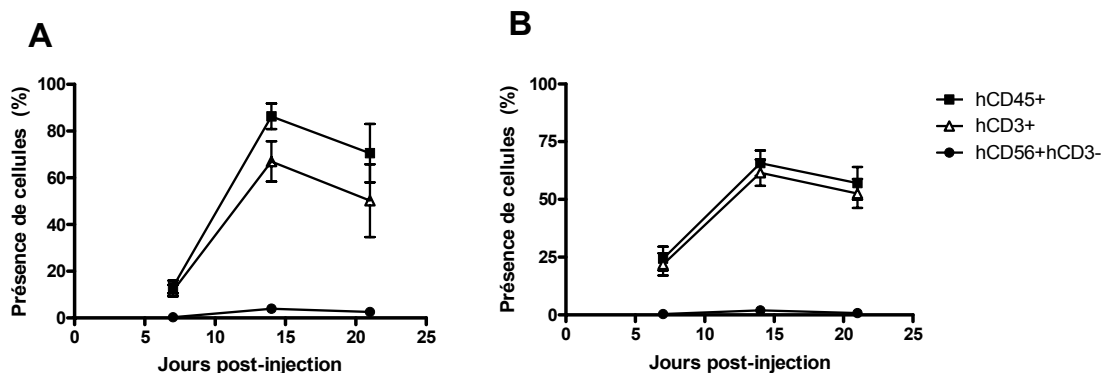 A
Présence de cellules (%)
100
80
60
40
20
0
0 5 10 15 20 25
Jours post-injection
B
Présence de cellules (%)
100
75
50
25
0
0 5 10 15 20 25
Jours post-injection
hCD45+
hCD3+
hCD56+hCD3-